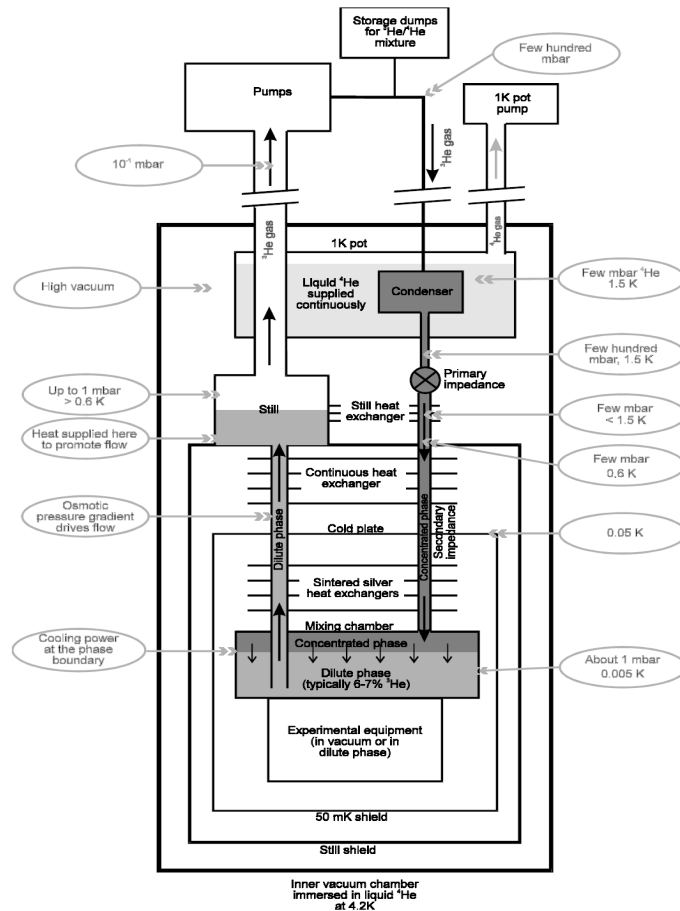 Storage dumps
for ³He/⁴He
mixture
Few hundred
mbar
Pumps
1K pot
pump
10⁻¹ mbar
³He gas
³He gas
⁴He gas
1K pot
High vacuum
Liquid ⁴He
supplied
continuously
Condenser
Few mbar ⁴He
1.5 K
Few hundred
mbar, 1.5 K
Primary
impedance
Up to 1 mbar
> 0.6 K
Still
Still heat
exchanger
Few mbar
< 1.5 K
Heat supplied here
to promote flow
Few mbar
0.6 K
Continuous heat
exchanger
Osmotic
pressure gradient
drives flow
Dilute phase
Concentrated phase
Secondary
impedance
Cold plate
0.05 K
Sintered silver
heat exchangers
Mixing chamber
Cooling power
at the phase
boundary
Concentrated phase
Dilute phase
(typically 6-7% ³He)
About 1 mbar
0.005 K
Experimental equipment
(in vacuum or in
dilute phase)
50 mK shield
Still shield
Inner vacuum chamber
immersed in liquid ⁴He
at 4.2K